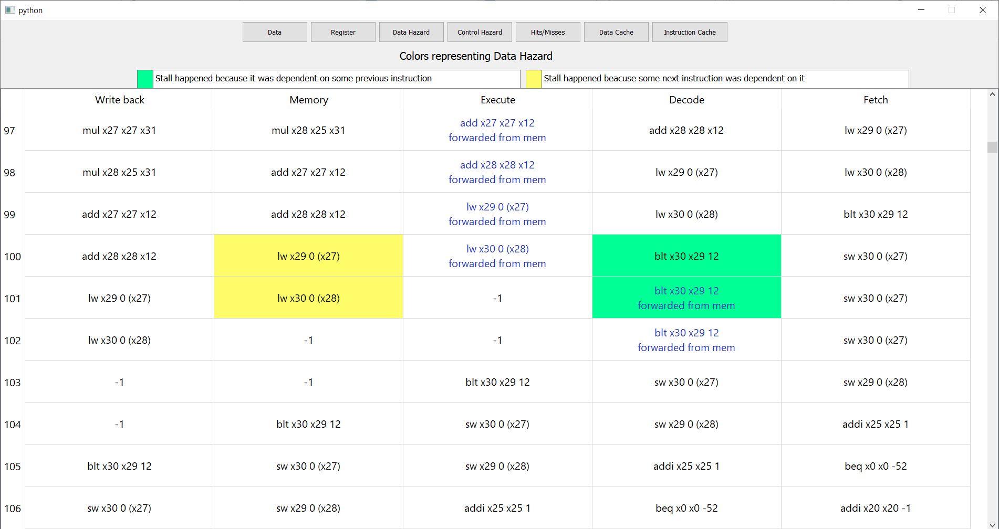 python
Data Register Data Hazard Control Hazard Hits/Misses Data Cache Instruction Cache
Colors representing Data Hazard
Stall happened because it was dependent on some previous instruction Stall happened beacuse some next instruction was dependent on it
Write back Memory Execute Decode Fetch
97 mul x27 x27 x31 mul x28 x25 x31 add x27 x27 x12 forwarded from mem add x28 x28 x12 lw x29 0 (x27)
98 mul x28 x25 x31 add x27 x27 x12 add x28 x28 x12 forwarded from mem lw x29 0 (x27) lw x30 0 (x28)
99 add x27 x27 x12 add x28 x28 x12 lw x29 0 (x27) forwarded from mem lw x30 0 (x28) blt x30 x29 12
100 add x28 x28 x12 lw x29 0 (x27) lw x30 0 (x28) forwarded from mem blt x30 x29 12 sw x30 0 (x27)
101 lw x29 0 (x27) lw x30 0 (x28) -1 blt x30 x29 12 forwarded from mem sw x30 0 (x27)
102 lw x30 0 (x28) -1 -1 blt x30 x29 12 forwarded from mem sw x30 0 (x27)
103 -1 -1 blt x30 x29 12 sw x30 0 (x27) sw x29 0 (x28)
104 -1 blt x30 x29 12 sw x30 0 (x27) sw x29 0 (x28) addi x25 x25 1
105 blt x30 x29 12 sw x30 0 (x27) sw x29 0 (x28) addi x25 x25 1 beq x0 x0 -52
106 sw x30 0 (x27) sw x29 0 (x28) addi x25 x25 1 beq x0 x0 -52 addi x20 x20 -1